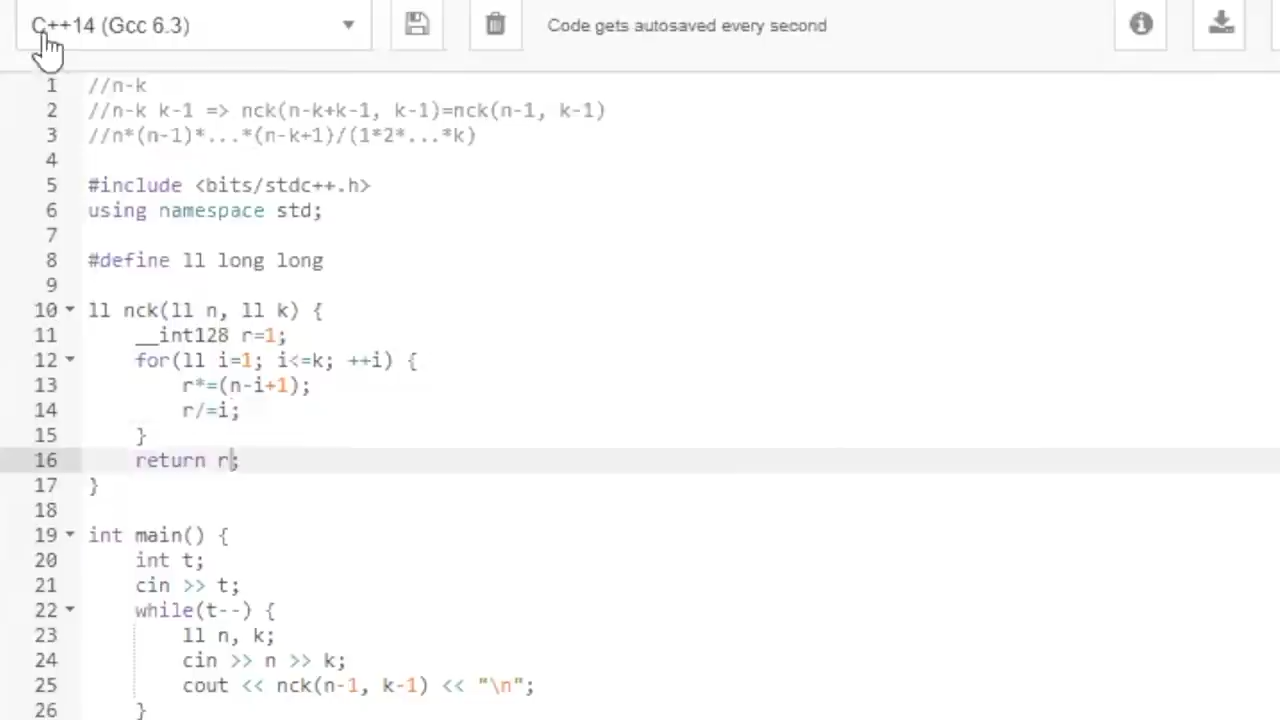 C++14 (Gcc 6.3)
Code gets autosaved every second
1 //n-k
2 //n-k k-1 => nck(n-k+k-1, k-1)=nck(n-1, k-1)
3 //n*(n-1)*...*(n-k+1)/(1*2*...*k)
4
5 #include <bits/stdc++.h>
6 using namespace std;
7
8 #define ll long long
9
10 ll nck(ll n, ll k) {
11 __int128 r=1;
12 for(ll i=1; i<=k; ++i) {
13 r*=(n-i+1);
14 r/=i;
15 }
16 return r;
17 }
18
19 int main() {
20 int t;
21 cin >> t;
22 while(t--) {
23 ll n, k;
24 cin >> n >> k;
25 cout << nck(n-1, k-1) << "\n";
26 }